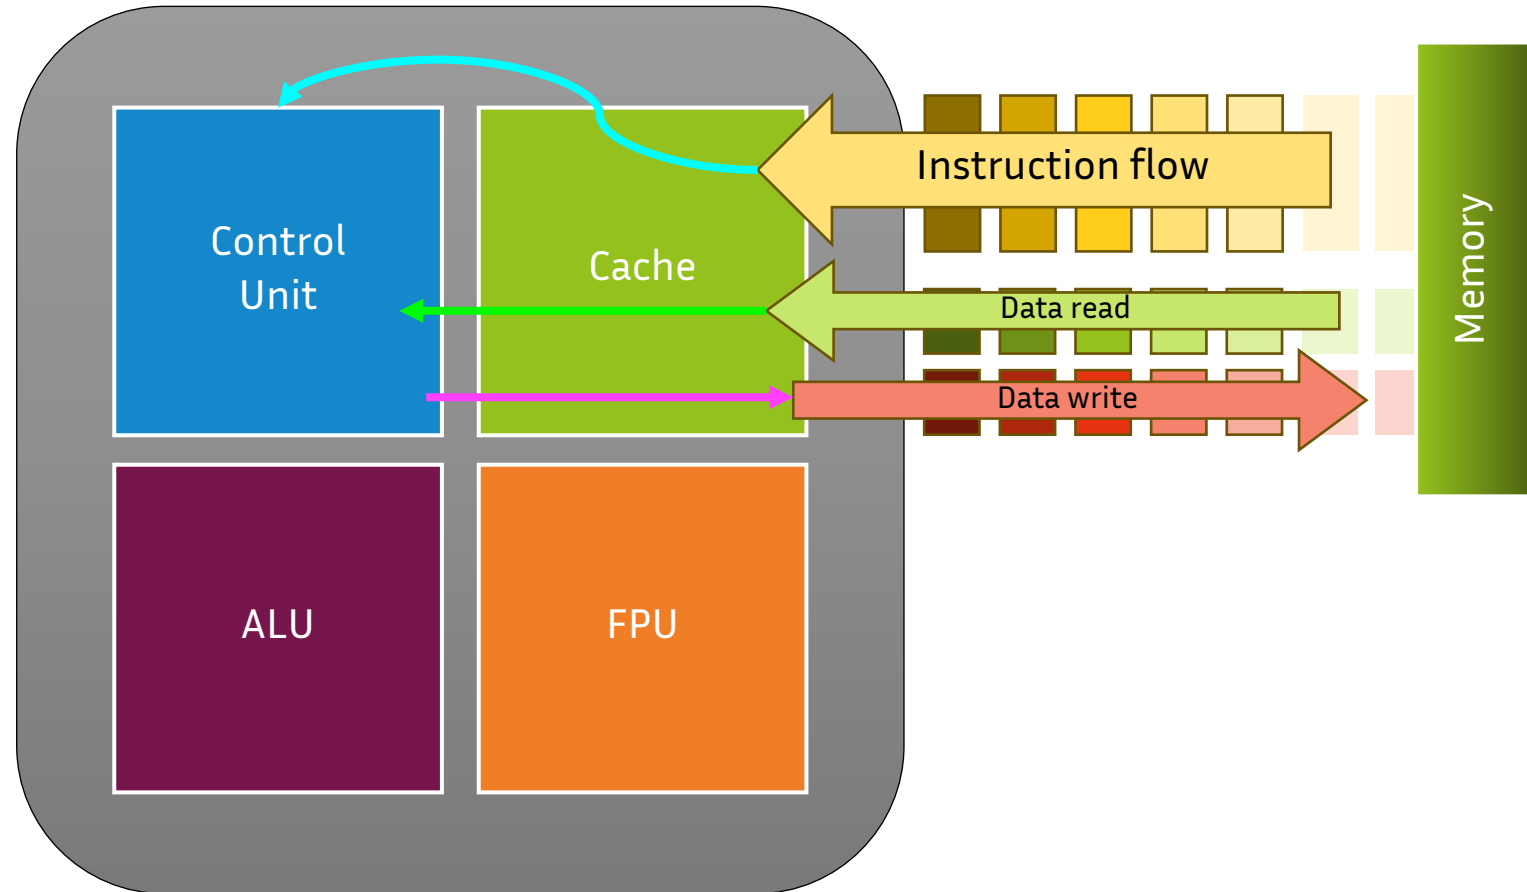 Instruction flow
Control
Unit
Cache
Data read
Data write
Memory
ALU
FPU